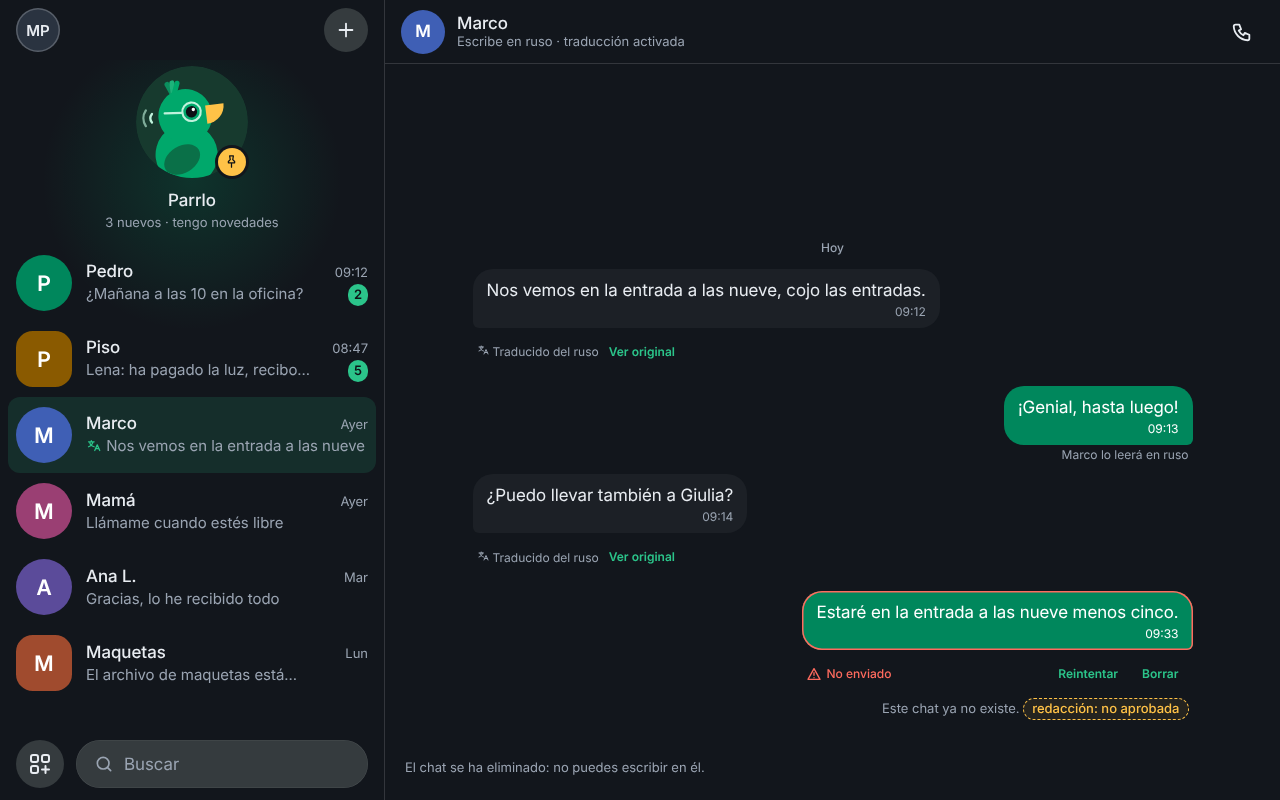 MP
Parrlo
3 nuevos · tengo novedades
P
Pedro
09:12
¿Mañana a las 10 en la oficina?
2
P
Piso
08:47
Lena: ha pagado la luz, recibo...
5
M
Marco
Ayer
Nos vemos en la entrada a las nueve
M
Mamá
Ayer
Llámame cuando estés libre
A
Ana L.
Mar
Gracias, lo he recibido todo
M
Maquetas
Lun
El archivo de maquetas está...
Buscar
M
Marco
Escribe en ruso · traducción activada
Hoy
Nos vemos en la entrada a las nueve, cojo las entradas.
09:12
Traducido del ruso Ver original
¡Genial, hasta luego!
09:13
Marco lo leerá en ruso
¿Puedo llevar también a Giulia?
09:14
Traducido del ruso Ver original
Estaré en la entrada a las nueve menos cinco.
09:33
No enviado Reintentar Borrar
Este chat ya no existe. redacción: no aprobada
El chat se ha eliminado: no puedes escribir en él.